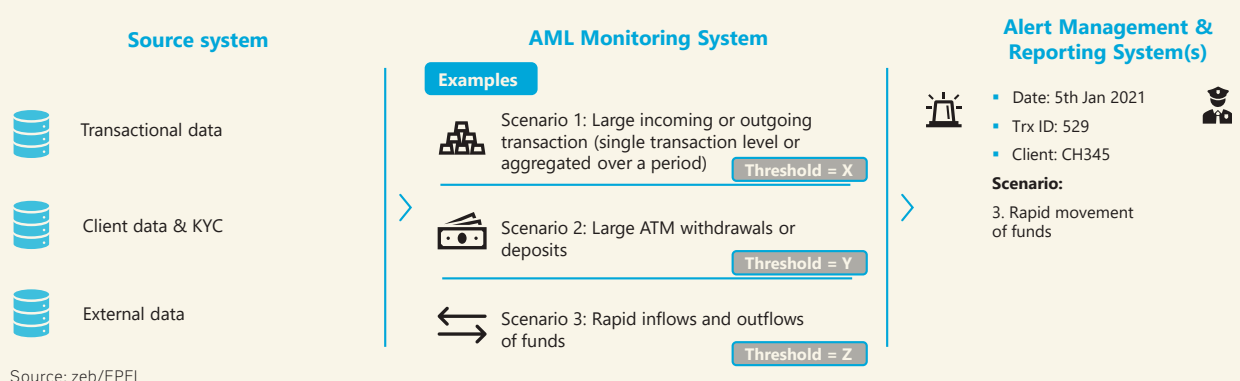 Source system
Transactional data
Client data & KYC
External data
AML Monitoring System
Examples
Scenario 1: Large incoming or outgoing
transaction (single transaction level or
aggregated over a period)
Threshold = X
Scenario 2: Large ATM withdrawals or
deposits
Threshold = Y
Scenario 3: Rapid inflows and outflows
of funds
Threshold = Z
Alert Management &
Reporting System(s)
▪ Date: 5th Jan 2021
▪ Trx ID: 529
▪ Client: CH345
Scenario:
3. Rapid movement
of funds
Source: zeb/EPFL